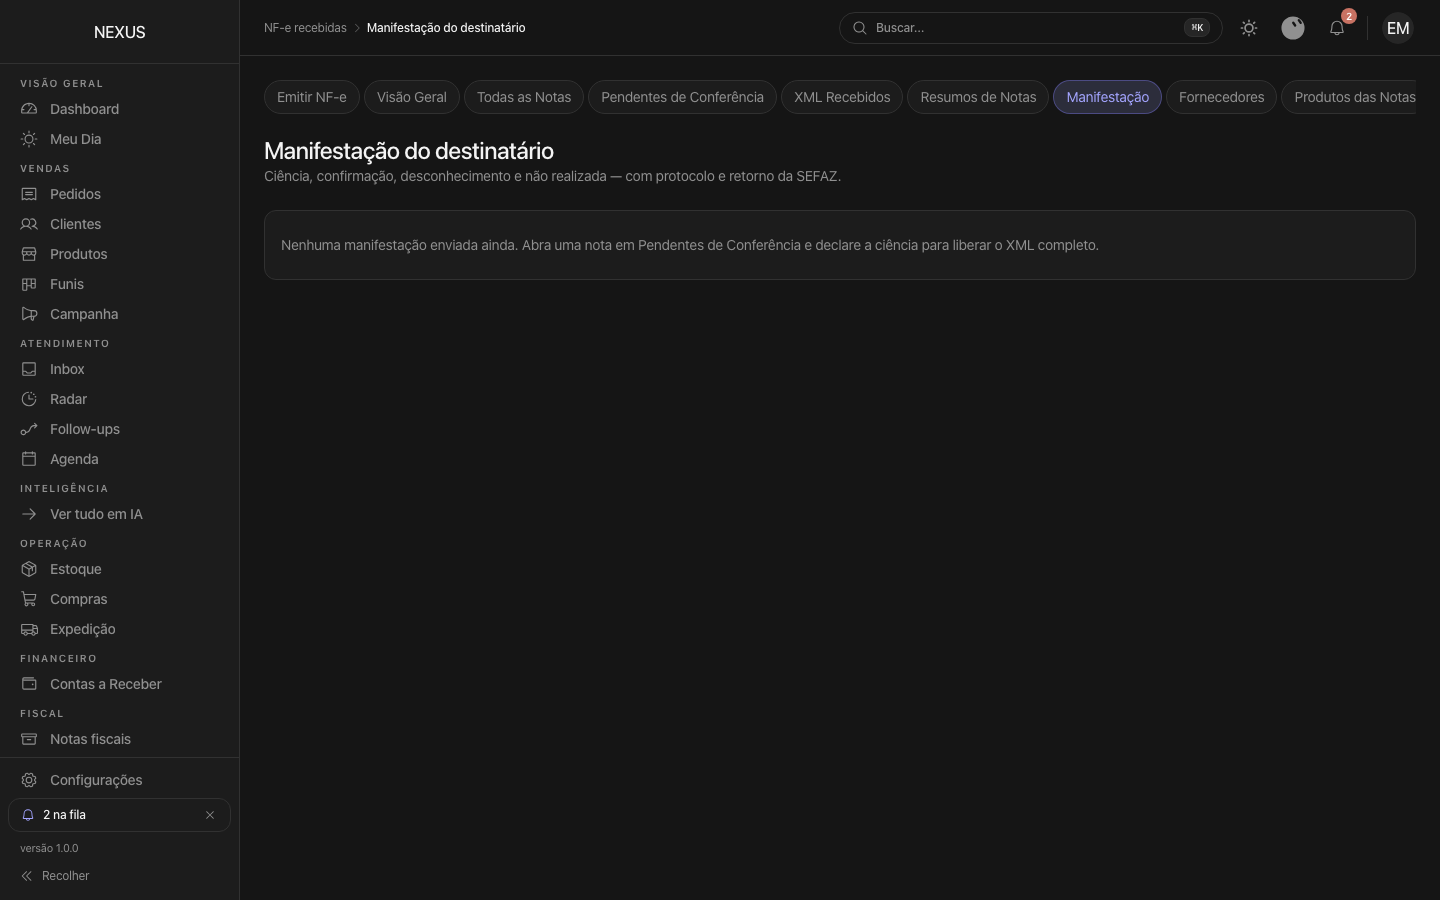 NEXUS
VISÃO GERAL
Dashboard
Meu Dia
VENDAS
Pedidos
Clientes
Produtos
Funis
Campanha
ATENDIMENTO
Inbox
Radar
Follow-ups
Agenda
INTELIGÊNCIA
Ver tudo em IA
OPERAÇÃO
Estoque
Compras
Expedição
FINANCEIRO
Contas a Receber
FISCAL
Notas fiscais
Configurações
2 na fila
versão 1.0.0
Recolher
NF-e recebidas Manifestação do destinatário
Buscar... ⌘K
2
EM
Emitir NF-e Visão Geral Todas as Notas Pendentes de Conferência XML Recebidos Resumos de Notas Manifestação Fornecedores Produtos das Notas
Manifestação do destinatário
Ciência, confirmação, desconhecimento e não realizada — com protocolo e retorno da SEFAZ.
Nenhuma manifestação enviada ainda. Abra uma nota em Pendentes de Conferência e declare a ciência para liberar o XML completo.